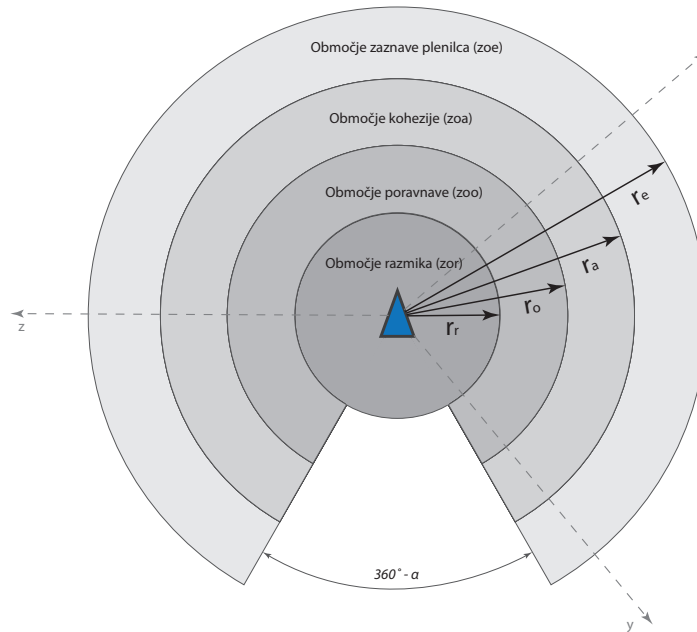 Območje zaznave plenilca (zoe)
Območje kohezije (zoa)
Območje poravnave (zoo)
Območje razmika (zor)
re
ra
ro
rr
z
360° - α
y